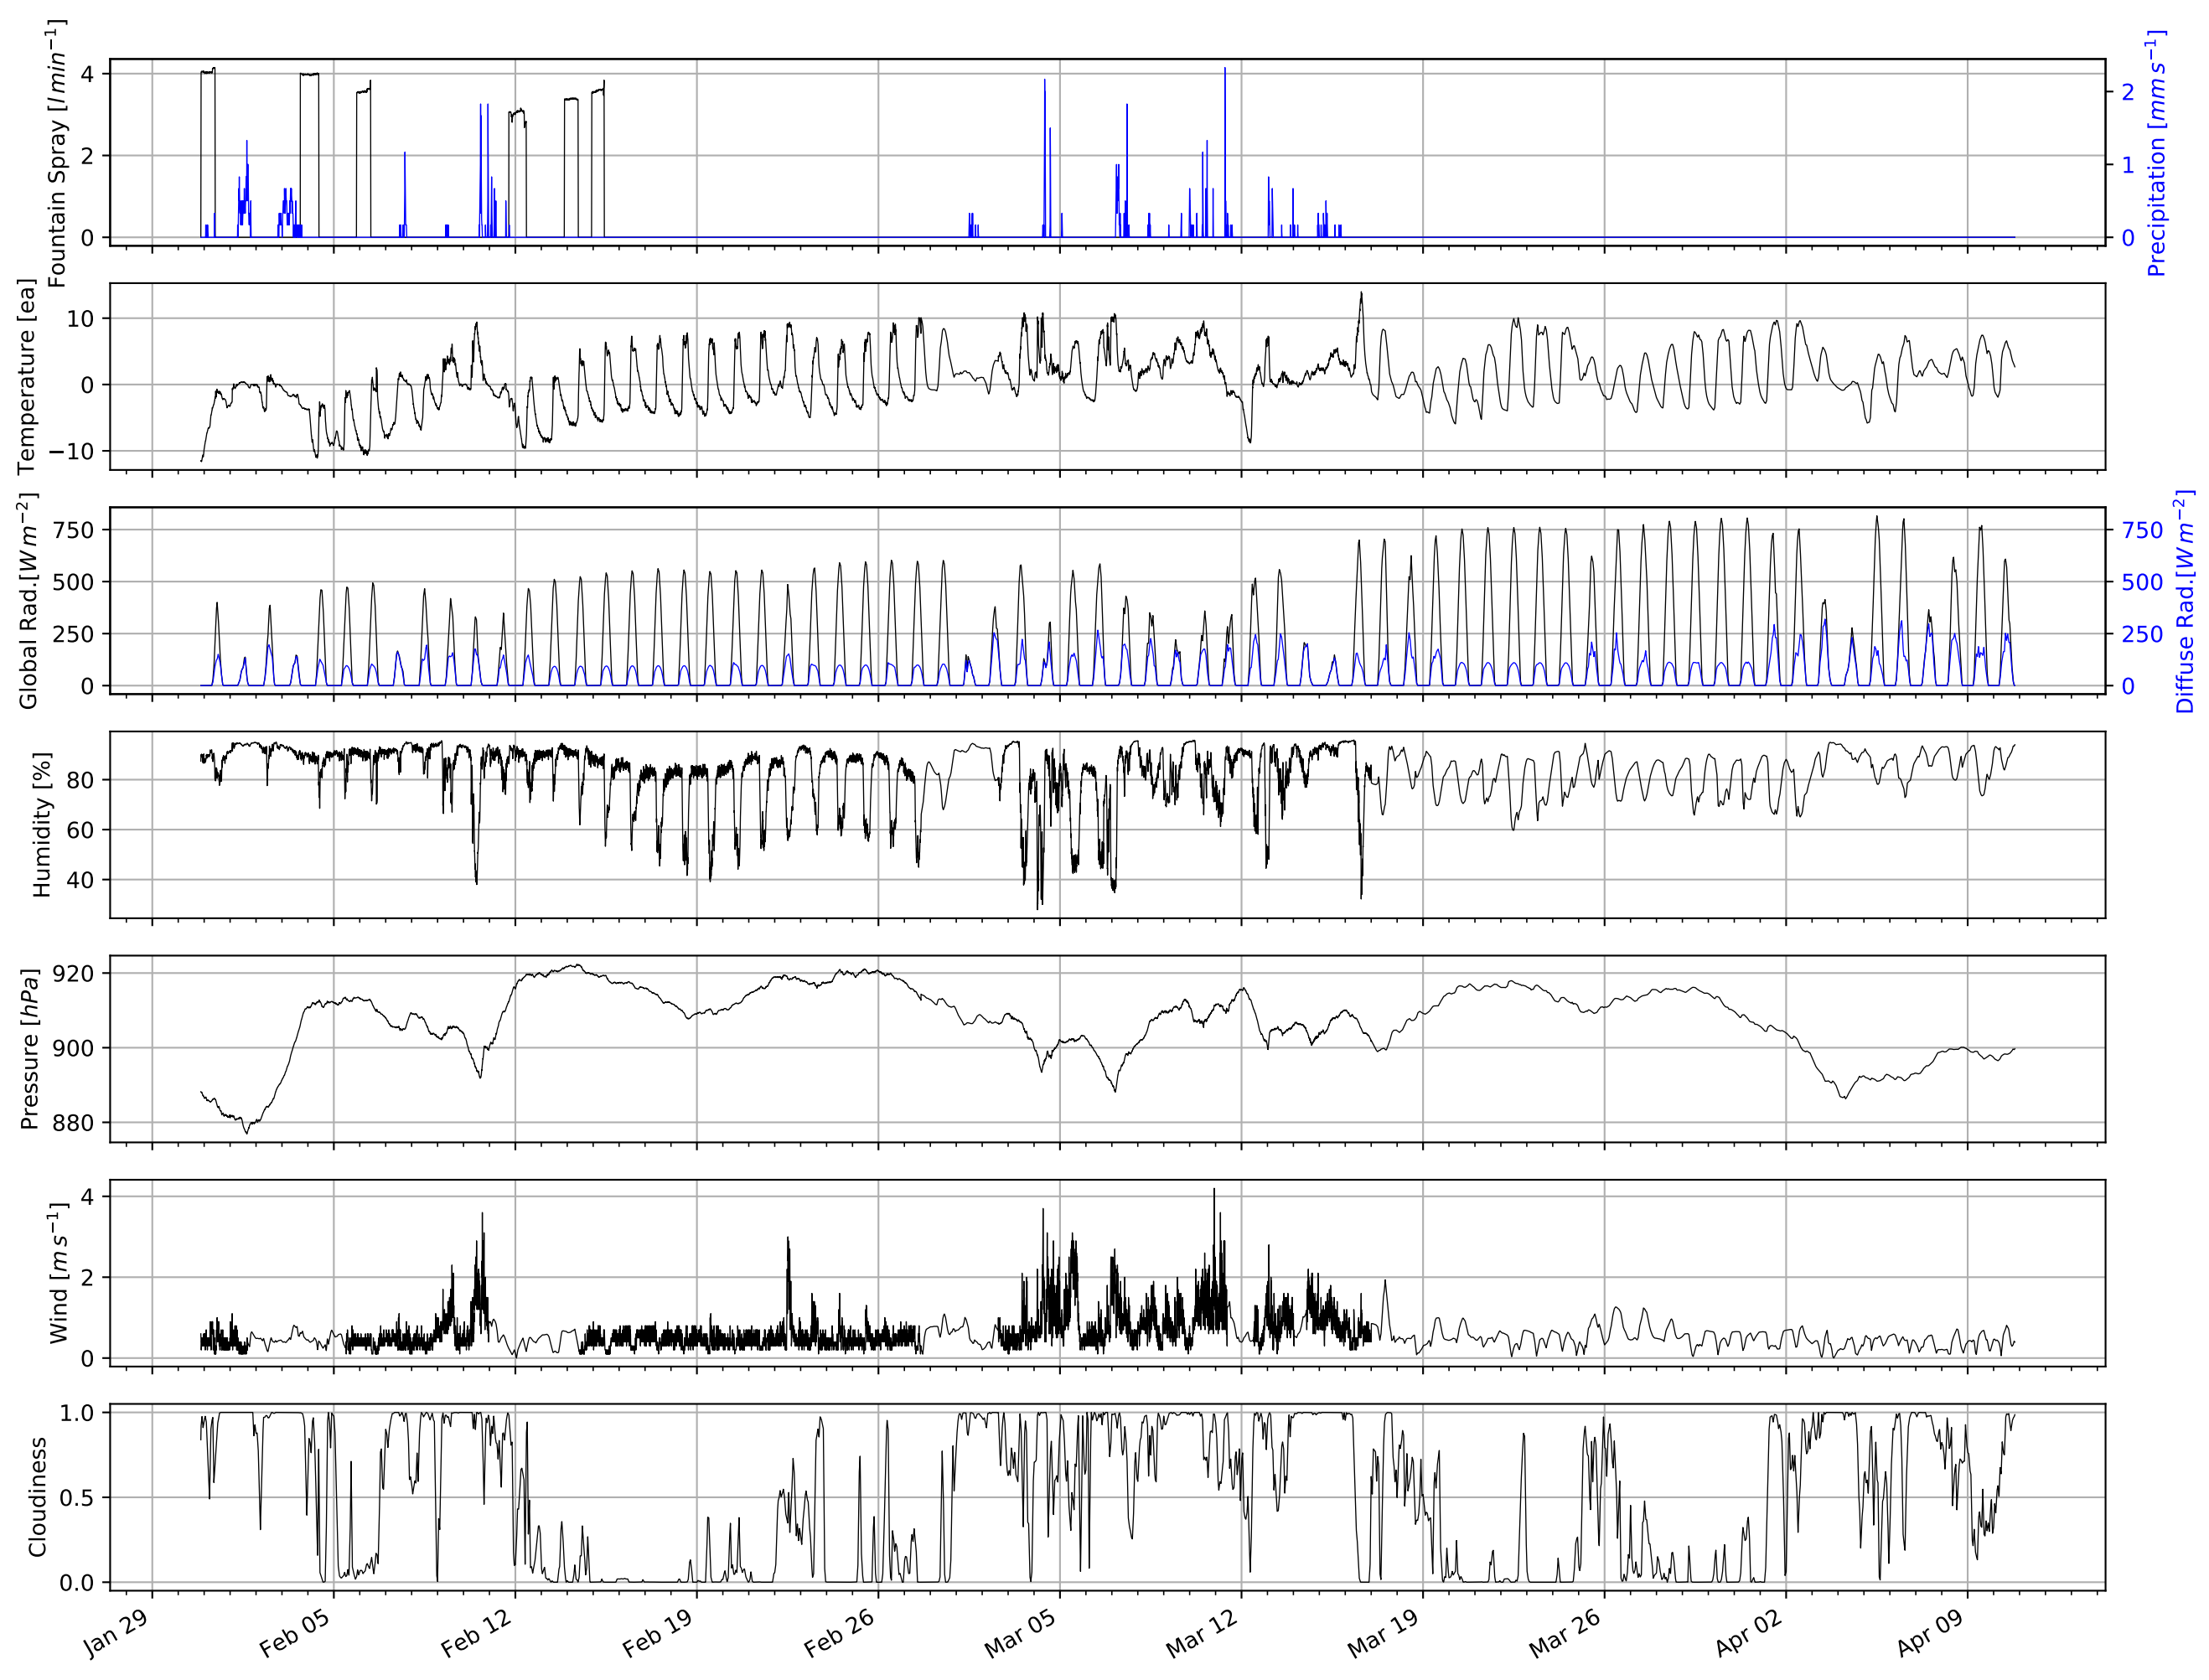 Fountain Spray [l min⁻¹]
4
2
0
Precipitation [mm s⁻¹]
2
1
0
Temperature [ea]
10
0
−10
Global Rad.[W m⁻²]
750
500
250
0
Diffuse Rad.[W m⁻²]
750
500
250
0
Humidity [%]
80
60
40
Pressure [hPa]
920
900
880
Wind [m s⁻¹]
4
2
0
Cloudiness
1.0
0.5
0.0
Jan 29
Feb 05
Feb 12
Feb 19
Feb 26
Mar 05
Mar 12
Mar 19
Mar 26
Apr 02
Apr 09